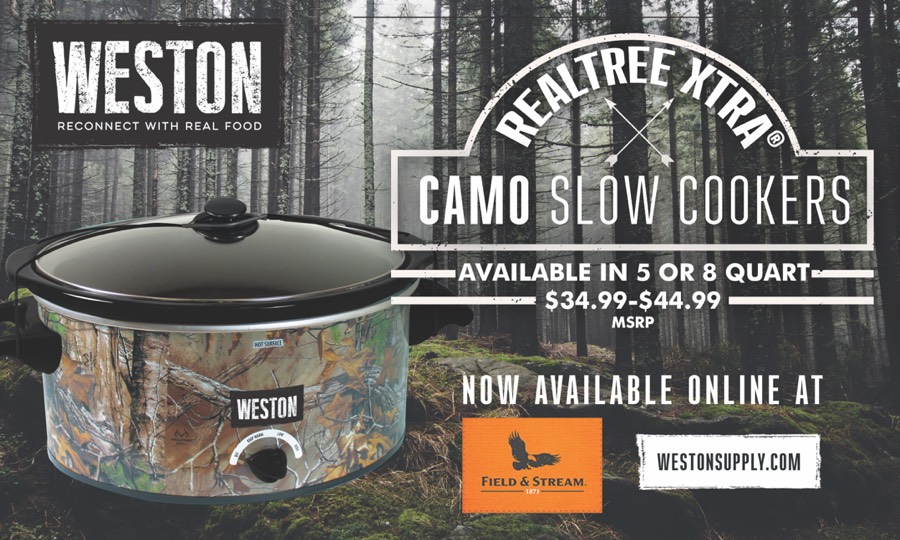 WESTON
RECONNECT WITH REAL FOOD
REALTREE XTRA®
CAMO SLOW COOKERS
AVAILABLE IN 5 OR 8 QUART
$34.99-$44.99
MSRP
HOT SURFACE
WESTON
KEEP WARM
LOW
NOW AVAILABLE ONLINE AT
FIELD & STREAM
1871
WESTONSUPPLY.COM